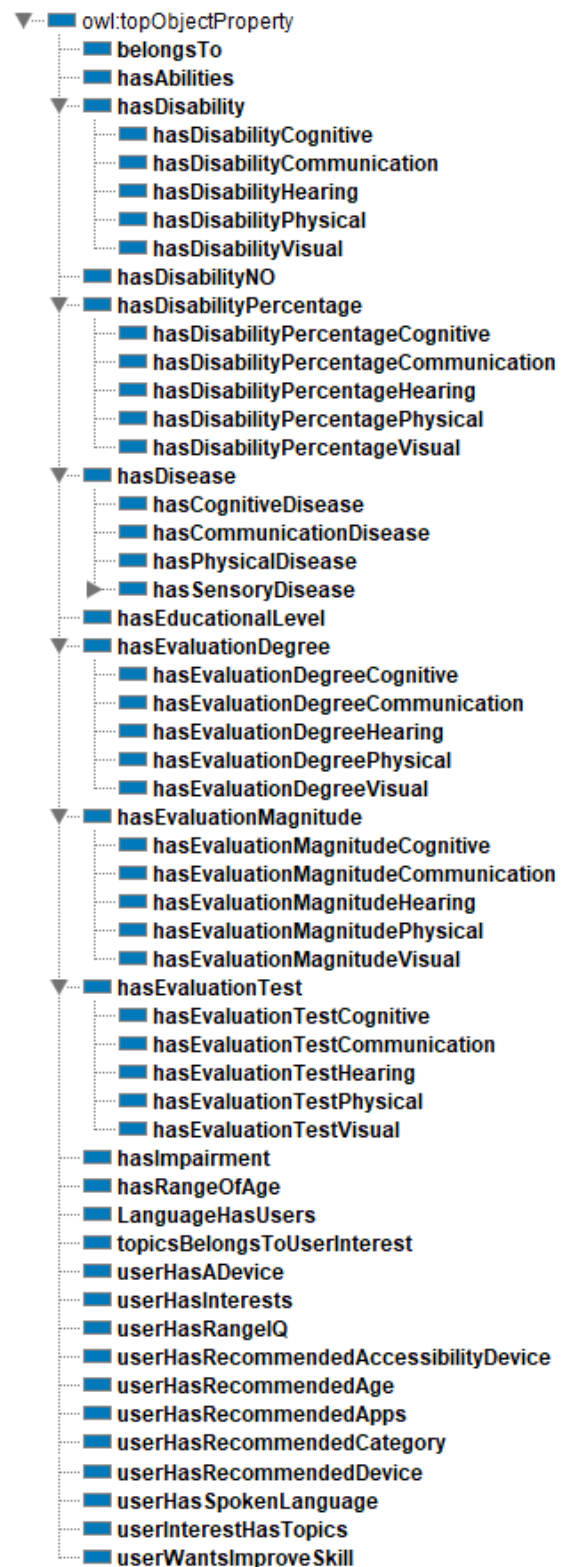 owl:topObjectProperty
belongsTo
hasAbilities
hasDisability
hasDisabilityCognitive
hasDisabilityCommunication
hasDisabilityHearing
hasDisabilityPhysical
hasDisabilityVisual
hasDisabilityNO
hasDisabilityPercentage
hasDisabilityPercentageCognitive
hasDisabilityPercentageCommunication
hasDisabilityPercentageHearing
hasDisabilityPercentagePhysical
hasDisabilityPercentageVisual
hasDisease
hasCognitiveDisease
hasCommunicationDisease
hasPhysicalDisease
hasSensoryDisease
hasEducationalLevel
hasEvaluationDegree
hasEvaluationDegreeCognitive
hasEvaluationDegreeCommunication
hasEvaluationDegreeHearing
hasEvaluationDegreePhysical
hasEvaluationDegreeVisual
hasEvaluationMagnitude
hasEvaluationMagnitudeCognitive
hasEvaluationMagnitudeCommunication
hasEvaluationMagnitudeHearing
hasEvaluationMagnitudePhysical
hasEvaluationMagnitudeVisual
hasEvaluationTest
hasEvaluationTestCognitive
hasEvaluationTestCommunication
hasEvaluationTestHearing
hasEvaluationTestPhysical
hasEvaluationTestVisual
hasImpairment
hasRangeOfAge
LanguageHasUsers
topicsBelongsToUserInterest
userHasADevice
userHasInterests
userHasRangeIQ
userHasRecommendedAccessibilityDevice
userHasRecommendedAge
userHasRecommendedApps
userHasRecommendedCategory
userHasRecommendedDevice
userHasSpokenLanguage
userInterestHasTopics
userWantsImproveSkill